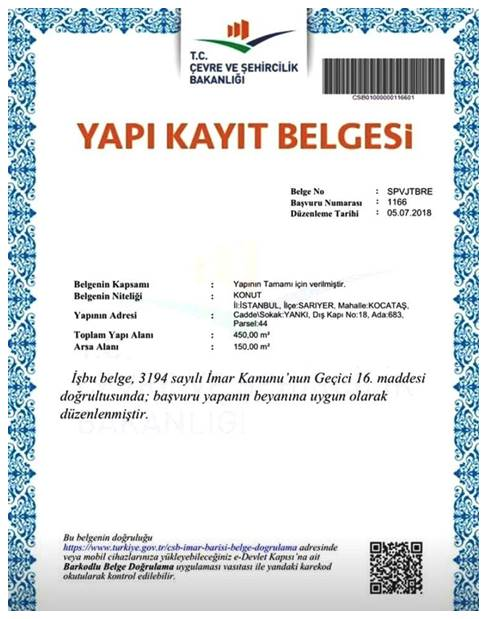 T.C.
ÇEVRE VE ŞEHİRCİLİK
BAKANLIĞI
CSB01000000116601
YAPI KAYIT BELGESİ
Belge No : SPVJTBRE
Başvuru Numarası : 1166
Düzenleme Tarihi : 05.07.2018
Belgenin Kapsamı : Yapının Tamamı için verilmiştir.
Belgenin Niteliği : KONUT
Yapının Adresi : İl:İSTANBUL, İlçe:SARIYER, Mahalle:KOCATAŞ,
Cadde\Sokak:YANKI, Dış Kapı No:18, Ada:683,
Parsel:44
Toplam Yapı Alanı : 450,00 m²
Arsa Alanı : 150,00 m²
İşbu belge, 3194 sayılı İmar Kanunu’nun Geçici 16. maddesi
doğrultusunda; başvuru yapanın beyanına uygun olarak
düzenlenmiştir.
BAKANLIĞI
Bu belgenin doğruluğu
https://www.turkiye.gov.tr/csb-imar-barisi-belge-dogrulama adresinde
veya mobil cihazlarınıza yükleyebileceğiniz e-Devlet Kapısı’na ait
Barkodlu Belge Doğrulama uygulaması vasıtası ile yandaki karekod
okutularak kontrol edilebilir.